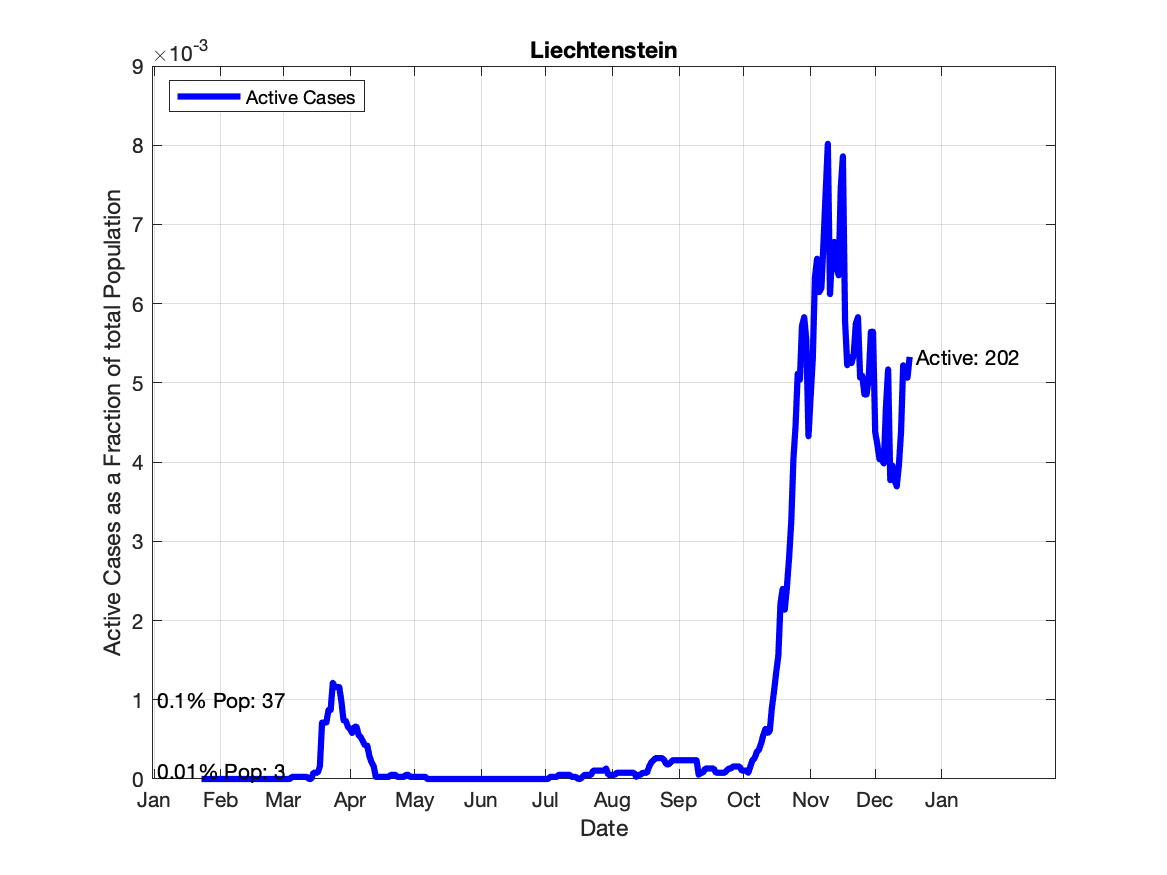 Liechtenstein
×10^-3
Active Cases
9
8
7
6
5
4
3
2
1
0
Active Cases as a Fraction of total Population
Active: 202
0.1% Pop: 37
0.01% Pop: 3
Jan Feb Mar Apr May Jun Jul Aug Sep Oct Nov Dec Jan
Date